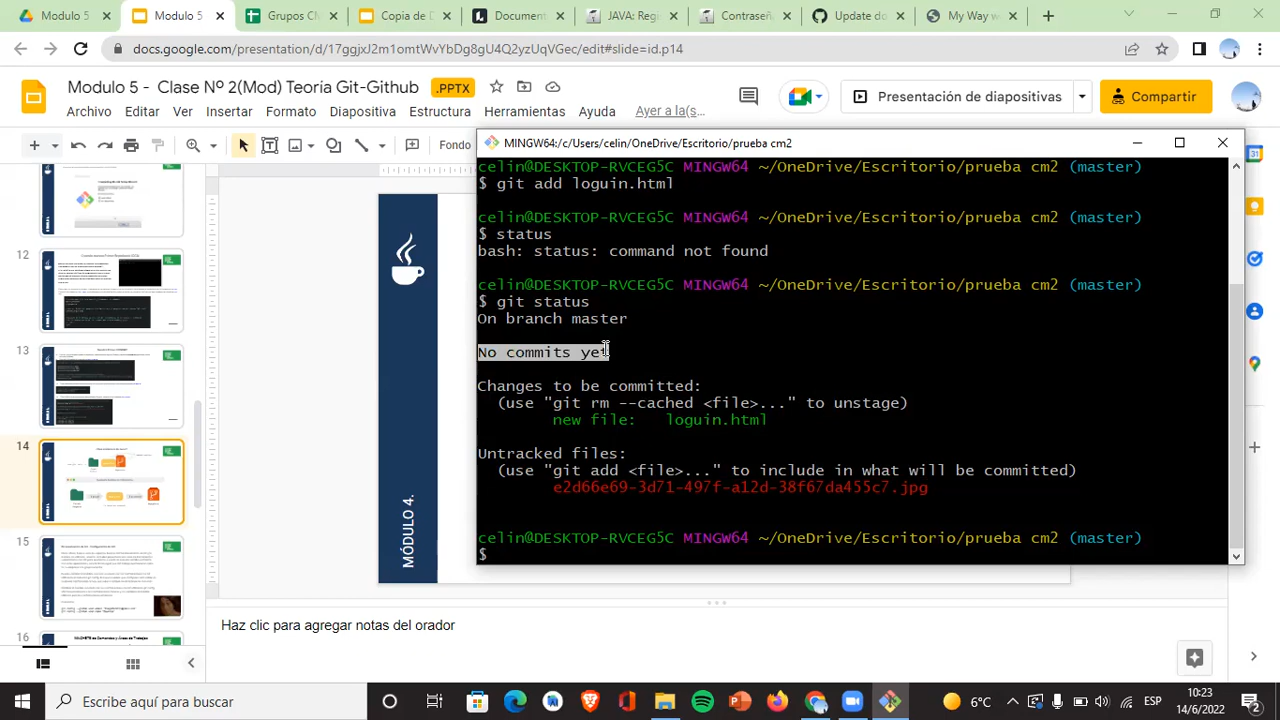 Modulo 5
Modulo 5 -
Grupos Cl
Copia de C
Document
JAVA: Reg
Contraseñ
Update do
My Way w
docs.google.com/presentation/d/17ggjxJ2m1omtWvYbDg8gU4Q2yzUqVGec/edit#slide=id.p14
Modulo 5 - Clase Nº 2(Mod) Teoría Git-Github
.PPTX
Archivo Editar Ver Insertar Formato Diapositiva Estructura Herramientas Ayuda Ayer a la(s...
Presentación de diapositivas
Compartir
Fondo
MINGW64:/c/Users/celin/OneDrive/Escritorio/prueba cm2
celin@DESKTOP-RVCEG5C MINGW64 ~/OneDrive/Escritorio/prueba cm2 (master)
$ git add loguin.html
celin@DESKTOP-RVCEG5C MINGW64 ~/OneDrive/Escritorio/prueba cm2 (master)
$ status
bash: status: command not found
celin@DESKTOP-RVCEG5C MINGW64 ~/OneDrive/Escritorio/prueba cm2 (master)
$ git status
On branch master
No commits yet
Changes to be committed:
(use "git rm --cached <file>..." to unstage)
new file: loguin.html
Untracked files:
(use "git add <file>..." to include in what will be committed)
e2d66e69-3d71-497f-a12d-38f67da455c7.jpg
celin@DESKTOP-RVCEG5C MINGW64 ~/OneDrive/Escritorio/prueba cm2 (master)
$
MÓDULO 4.
12
13
14
15
16
Haz clic para agregar notas del orador
Escribe aquí para buscar
6°C
ESP
10:23
14/6/2022
2